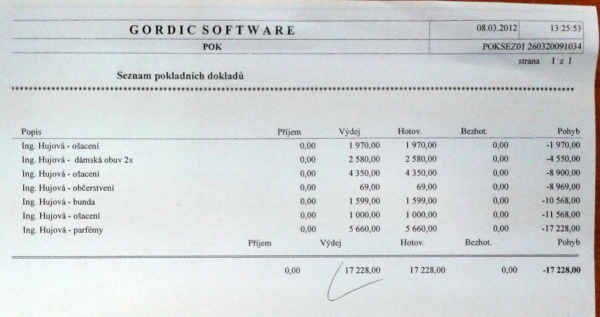 GORDIC SOFTWARE 08.03.2012 13:25:53
POK POKSEZ01 260320091034
strana 1 z 1
Seznam pokladních dokladů
Popis Příjem Výdej Hotov. Bezhot. Pohyb
Ing. Hujová - ošacení 0,00 1 970,00 1 970,00 0,00 -1 970,00
Ing. Hujová - dámská obuv 2x 0,00 2 580,00 2 580,00 0,00 -4 550,00
Ing. Hujová - ošacení 0,00 4 350,00 4 350,00 0,00 -8 900,00
Ing. Hujová - občerstvení 0,00 69,00 69,00 0,00 -8 969,00
Ing. Hujová - bunda 0,00 1 599,00 1 599,00 0,00 -10 568,00
Ing. Hujová - ošacení 0,00 1 000,00 1 000,00 0,00 -11 568,00
Ing. Hujová - parfémy 0,00 5 660,00 5 660,00 0,00 -17 228,00
Příjem Výdej Hotov. Bezhot. Pohyb
0,00 17 228,00 17 228,00 0,00 -17 228,00